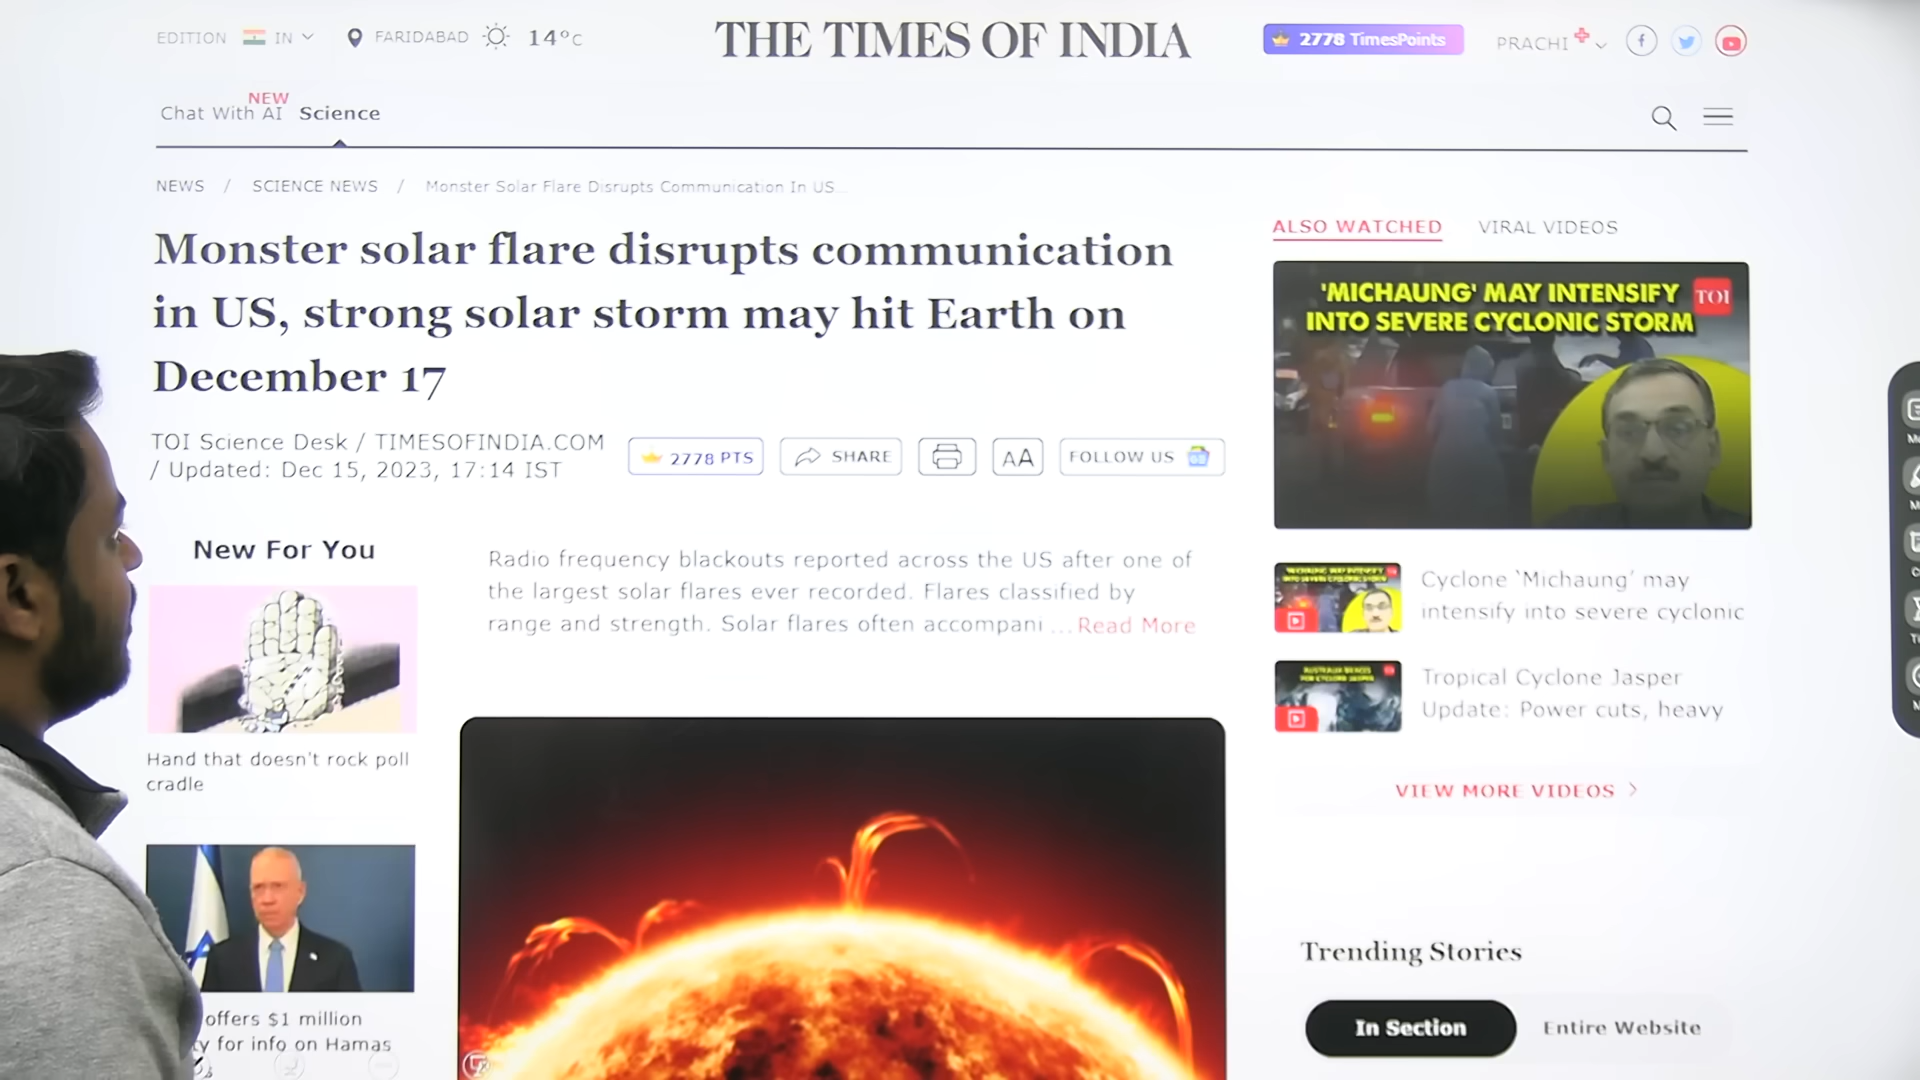 EDITION IN FARIDABAD 14°C
THE TIMES OF INDIA
2778 TimesPoints
PRACHI
NEW
Chat With AI Science
NEWS / SCIENCE NEWS / Monster Solar Flare Disrupts Communication In US...
Monster solar flare disrupts communication
in US, strong solar storm may hit Earth on
December 17
TOI Science Desk / TIMESOFINDIA.COM
/ Updated: Dec 15, 2023, 17:14 IST
2778 PTS
SHARE
AA
FOLLOW US
New For You
Hand that doesn't rock poll
cradle
offers $1 million
for info on Hamas
Radio frequency blackouts reported across the US after one of
the largest solar flares ever recorded. Flares classified by
range and strength. Solar flares often accompani ... Read More
ALSO WATCHED VIRAL VIDEOS
'MICHAUNG' MAY INTENSIFY
INTO SEVERE CYCLONIC STORM
TOI
Cyclone 'Michaung' may
intensify into severe cyclonic
Tropical Cyclone Jasper
Update: Power cuts, heavy
VIEW MORE VIDEOS
Trending Stories
In Section Entire Website